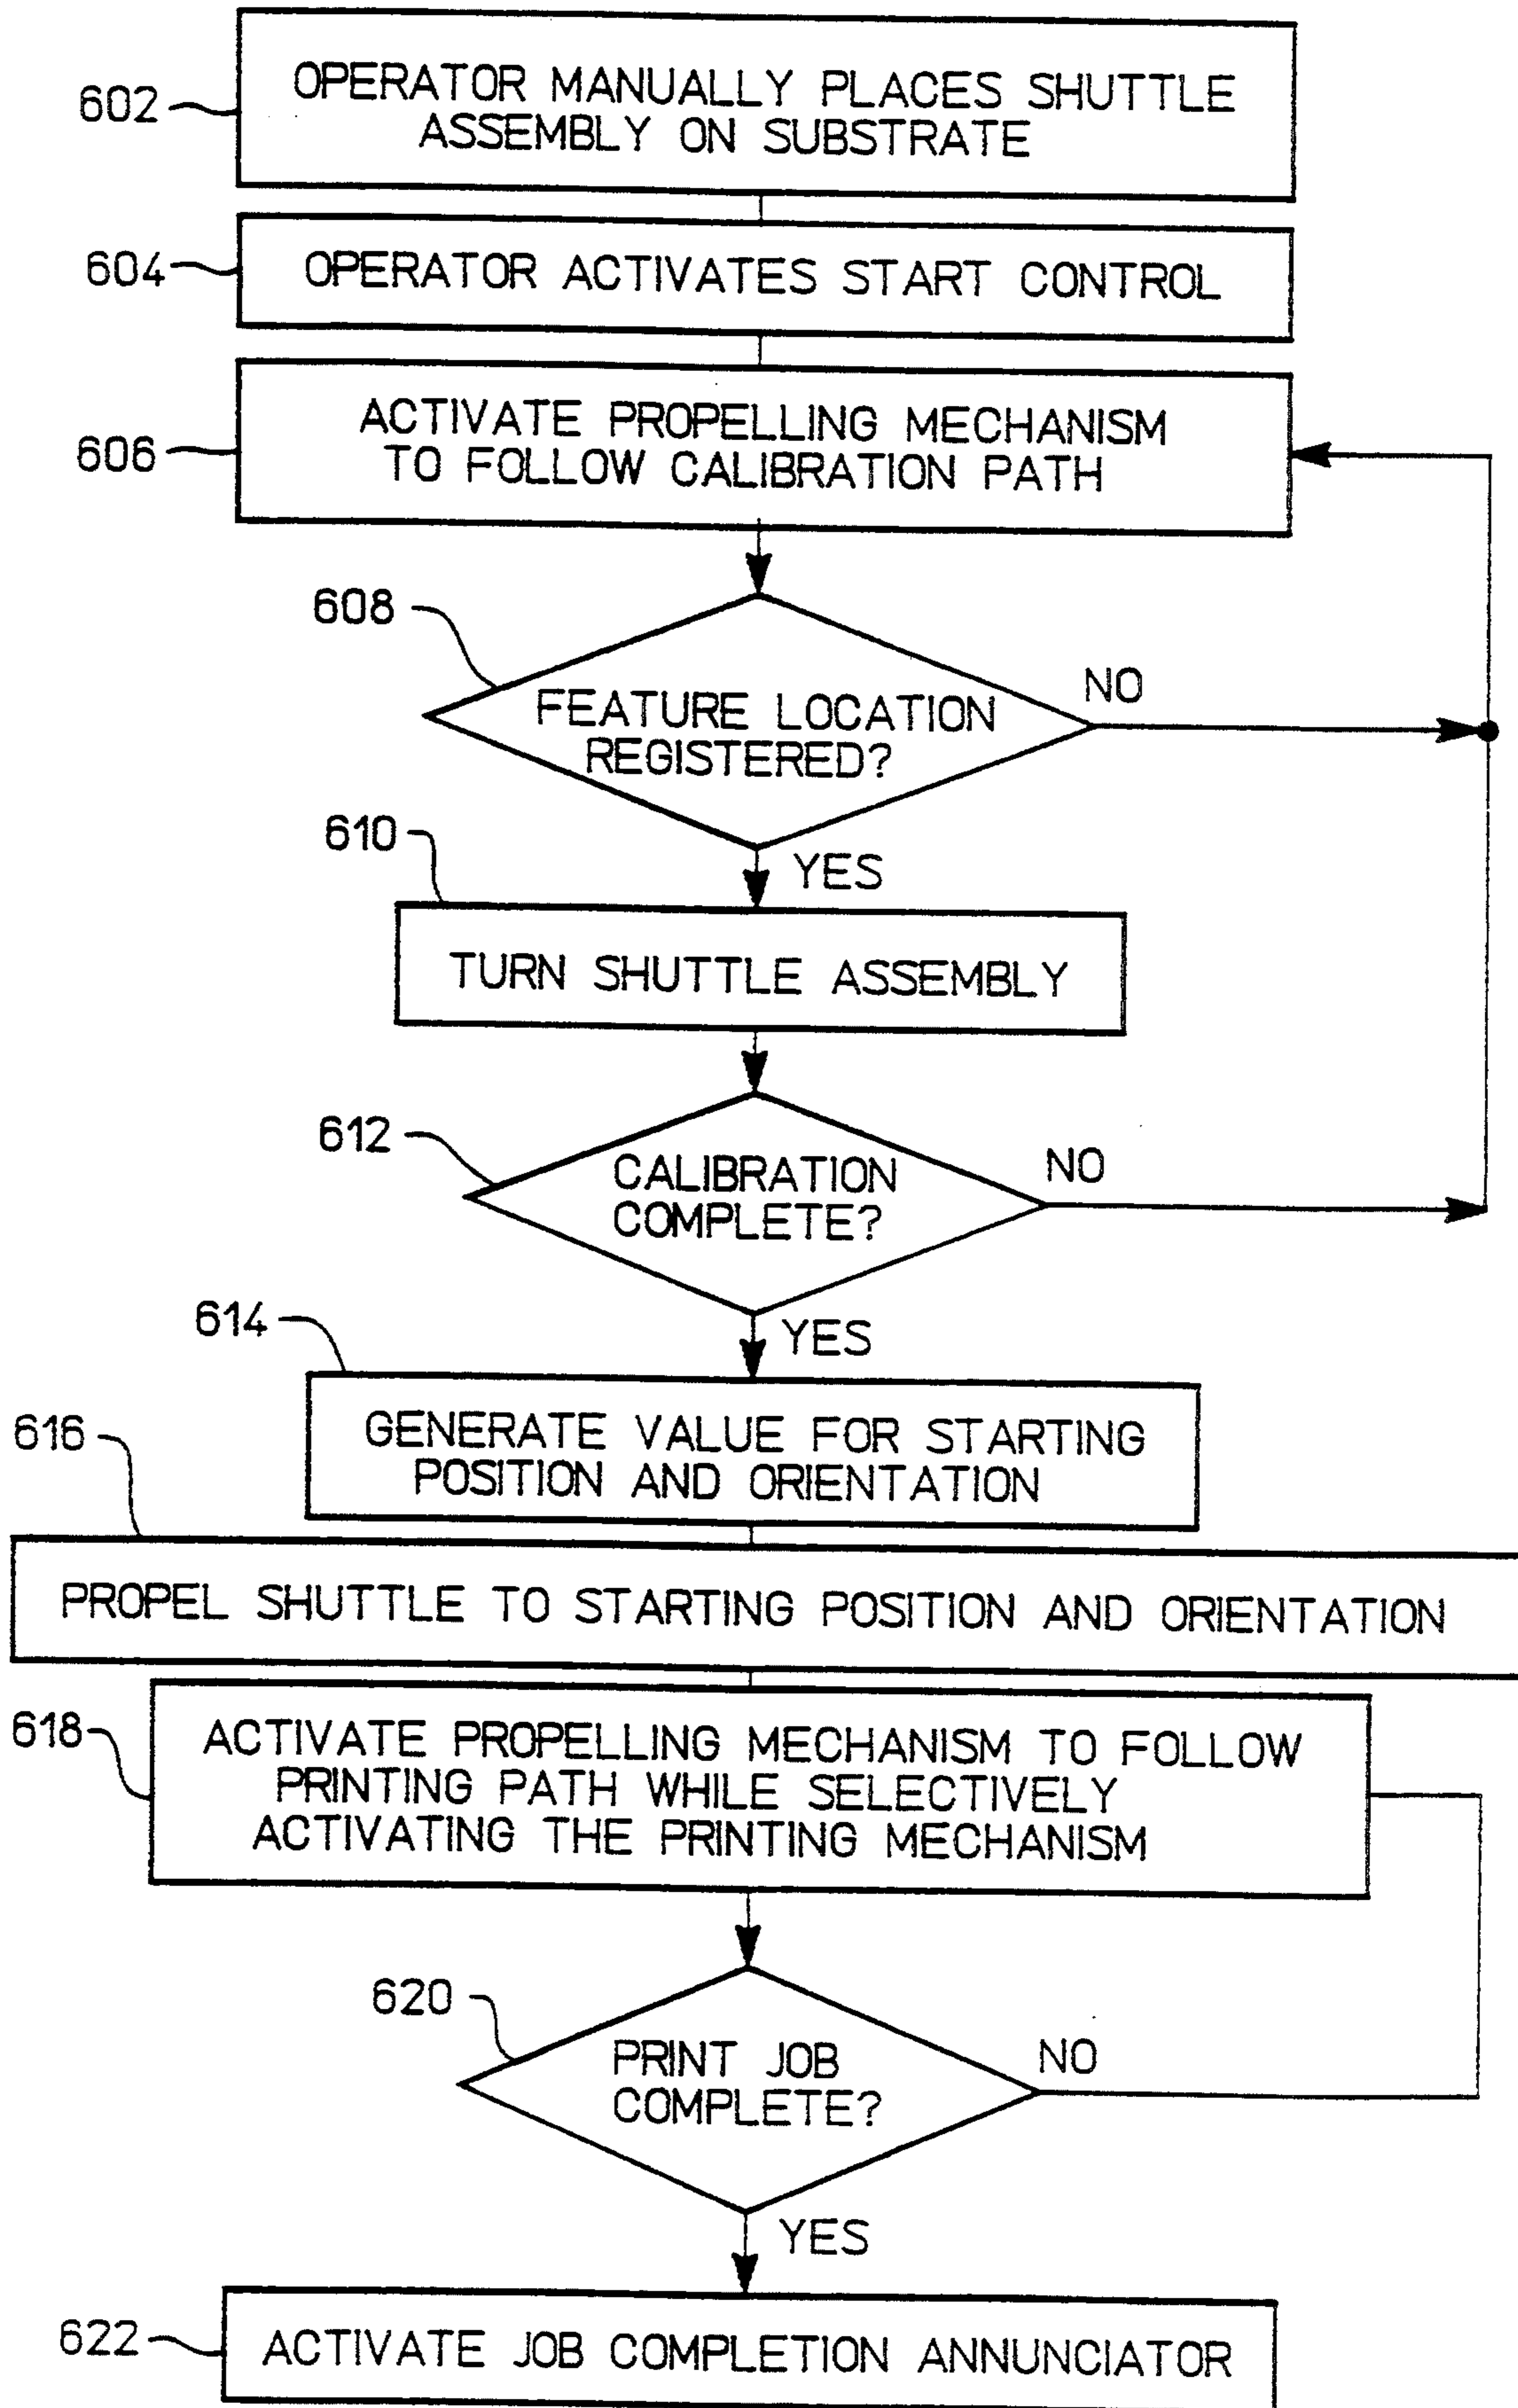 602
OPERATOR MANUALLY PLACES SHUTTLE
ASSEMBLY ON SUBSTRATE
604
OPERATOR ACTIVATES START CONTROL
606
ACTIVATE PROPELLING MECHANISM
TO FOLLOW CALIBRATION PATH
608
FEATURE LOCATION
REGISTERED?
NO
YES
610
TURN SHUTTLE ASSEMBLY
612
CALIBRATION
COMPLETE?
NO
YES
614
GENERATE VALUE FOR STARTING
POSITION AND ORIENTATION
616
PROPEL SHUTTLE TO STARTING POSITION AND ORIENTATION
618
ACTIVATE PROPELLING MECHANISM TO FOLLOW
PRINTING PATH WHILE SELECTIVELY
ACTIVATING THE PRINTING MECHANISM
620
PRINT JOB
COMPLETE?
NO
YES
622
ACTIVATE JOB COMPLETION ANNUNCIATOR